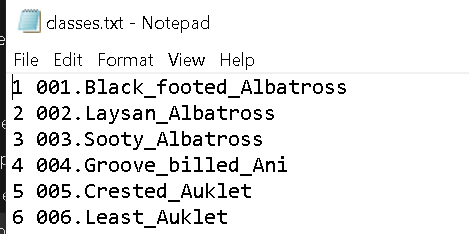 classes.txt - Notepad
File Edit Format View Help
1 001.Black_footed_Albatross
2 002.Laysan_Albatross
3 003.Sooty_Albatross
4 004.Groove_billed_Ani
5 005.Crested_Auklet
6 006.Least_Auklet